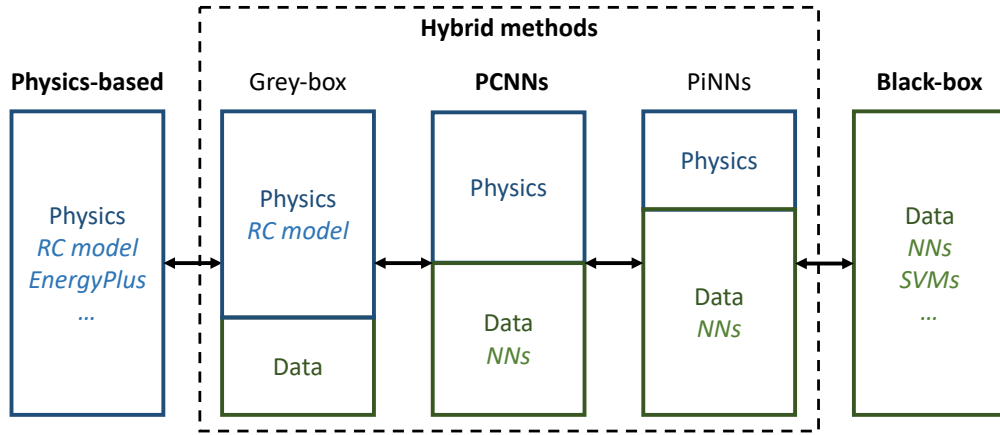 Hybrid methods
Physics-based
Grey-box
PCNNs
PiNNs
Black-box
Physics
RC model
EnergyPlus
...
Physics
RC model
Data
Physics
Data
NNs
Physics
Data
NNs
Data
NNs
SVMs
...